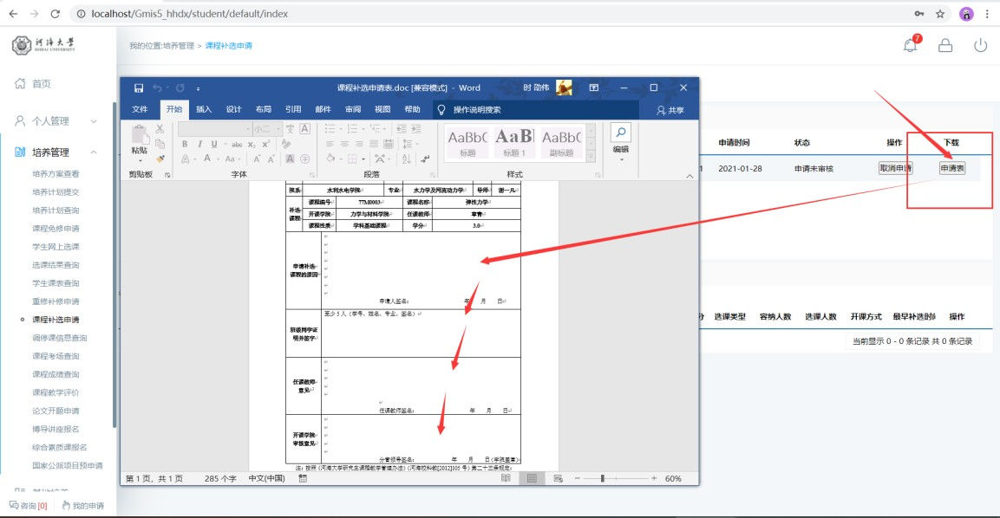 localhost/Gmis5_hhdx/student/default/index
河海大学
HOHAI UNIVERSITY
我的位置:培养管理 > 课程补选申请
7
首页
个人管理
培养管理
培养方案查看
培养计划提交
培养计划查询
课程免修申请
学生网上选课
选课结果查询
学生课表查询
重修补修申请
课程补选申请
调停课信息查询
课程考场查询
课程成绩查询
课程教学评价
论文开题申请
博导讲座报名
综合素质课报名
国家公派项目预申请
咨询[0] 我的申请
课程补选申请表.doc [兼容模式] - Word
时 劭伟
文件 开始 插入 设计 布局 引用 邮件 审阅 视图 帮助 操作说明搜索 共享
粘贴
小二
AaBbC AaB AaBbC
标题 标题 1 副标题
编辑
剪贴板 字体 段落 样式
院系 水利水电学院 专业 水力学及河流动力学 导师 谢一凡
补选课程
课程编号 77M0003 课程名称 弹性力学
开课学院 力学与材料学院 任课教师 章青
课程性质 学科基础课程 学分 3.0
申请补选
课程的原因
申请人签名: 年 月 日
至少5人(学号、姓名、专业、签名)
班级同学证
明并签字
任课教师
意见
任课教师签名: 年 月 日
开课学院
审核意见
分管领导签名: 年 月 日(学院盖章)
注:按照《河海大学研究生课程教学管理办法》(河海校科教[2012]105号)第二十三条规定:
第 1 页,共 1 页 285 个字 中文(中国) 60%
申请时间 状态 操作 下载
1 2021-01-28 申请未审核 取消申请 申请表
分 选课类型 容纳人数 选课人数 开课方式 最早补选时间 操作
当前显示 0 - 0 条记录 共 0 条记录